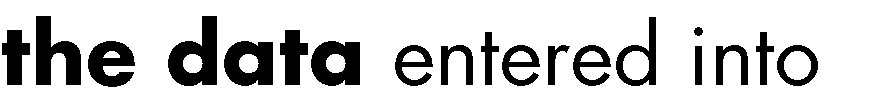 the data entered into